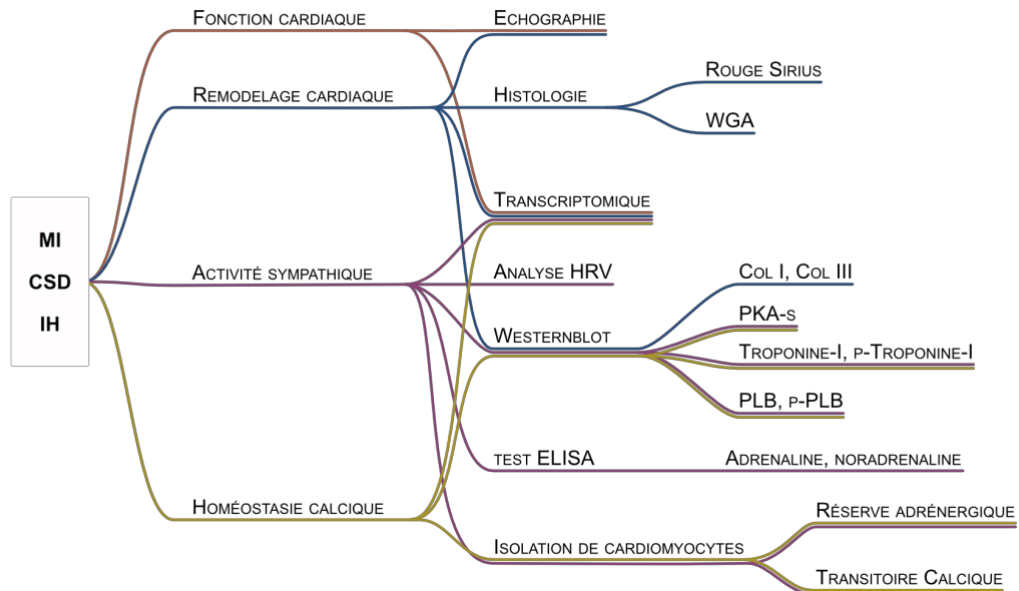 Fonction cardiaque
Echographie
Remodelage cardiaque
Histologie
Rouge Sirius
WGA
MI
CSD
IH
Transcriptomique
Activité sympathique
Analyse HRV
Col I, Col III
Westernblot
PKA-s
Troponine-I, p-Troponine-I
PLB, p-PLB
test ELISA
Adrenaline, noradrenaline
Homéostasie calcique
Isolation de cardiomyocytes
Réserve adrénergique
Transitoire Calcique